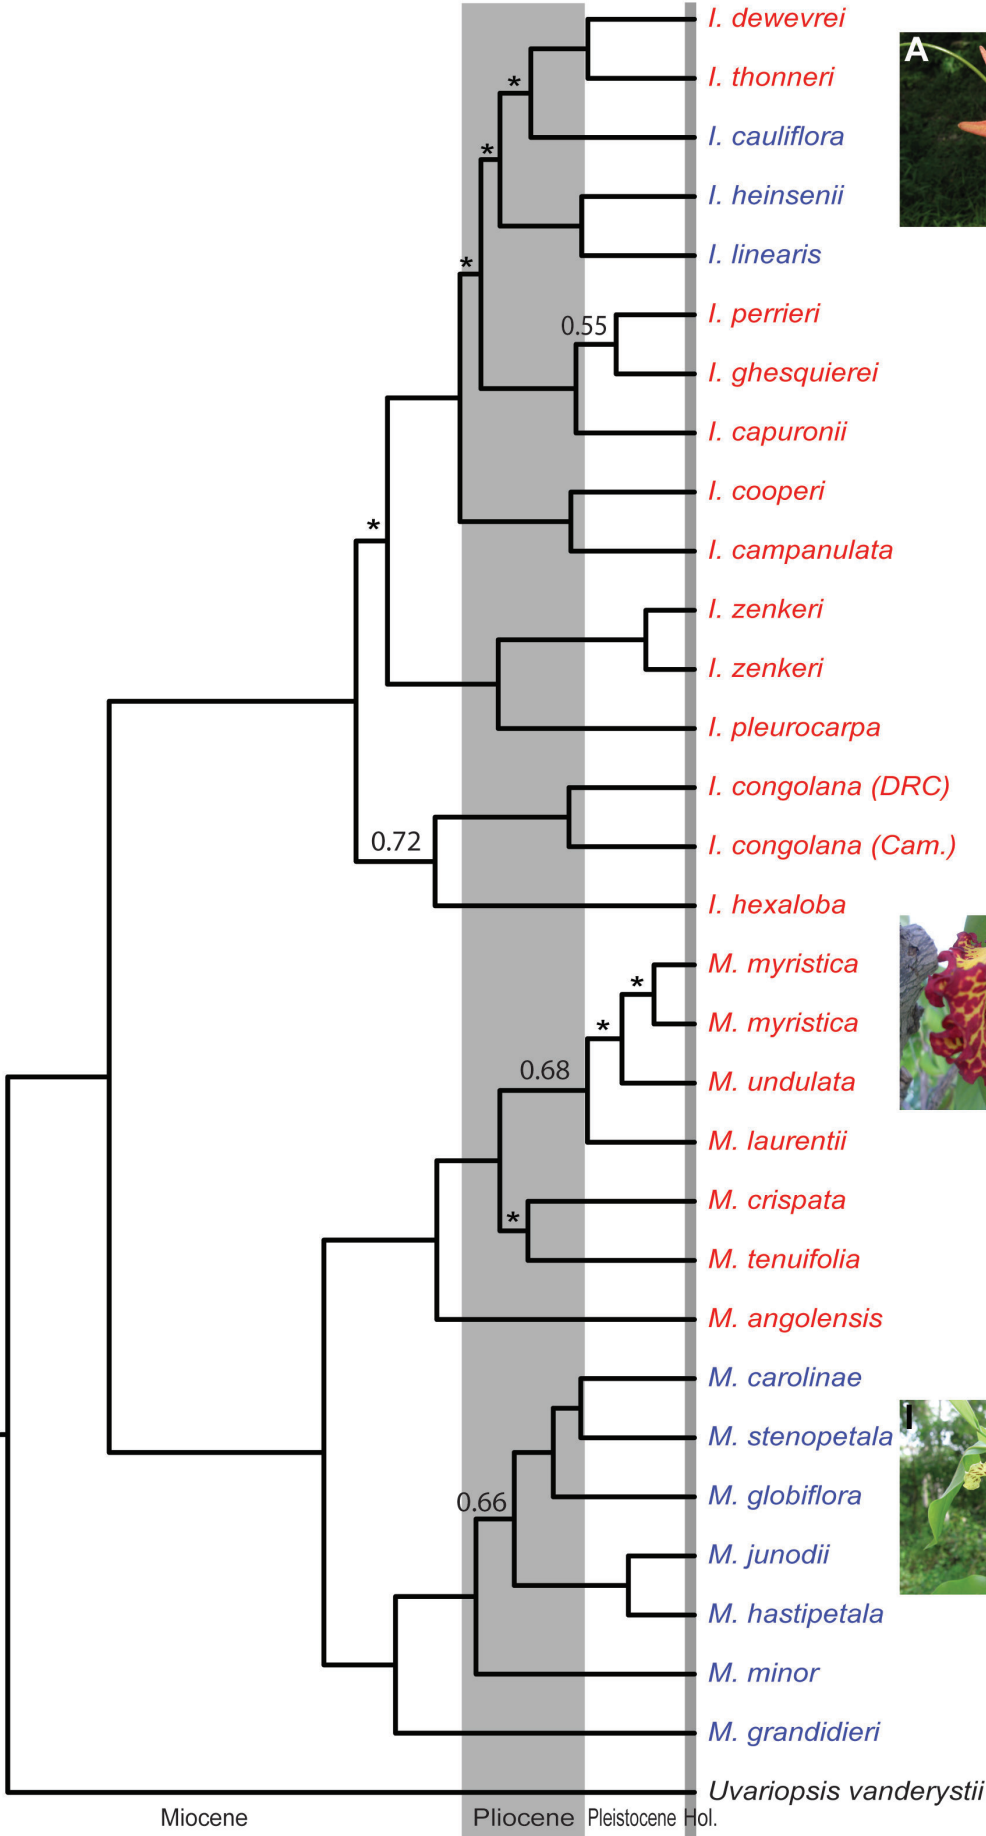 I. dewevrei
A
I. thonneri
*
I. cauliflora
*
I. heinsenii
I. linearis
*
I. perrieri
0.55
I. ghesquierei
I. capuronii
I. cooperi
*
I. campanulata
I. zenkeri
I. zenkeri
I. pleurocarpa
I. congolana (DRC)
0.72
I. congolana (Cam.)
I. hexaloba
M. myristica
*
M. myristica
*
0.68
M. undulata
M. laurentii
M. crispata
*
M. tenuifolia
M. angolensis
M. carolinae
I
M. stenopetala
M. globiflora
0.66
M. junodii
M. hastipetala
M. minor
M. grandidieri
Uvariopsis vanderystii
Miocene Pliocene Pleistocene Hol.